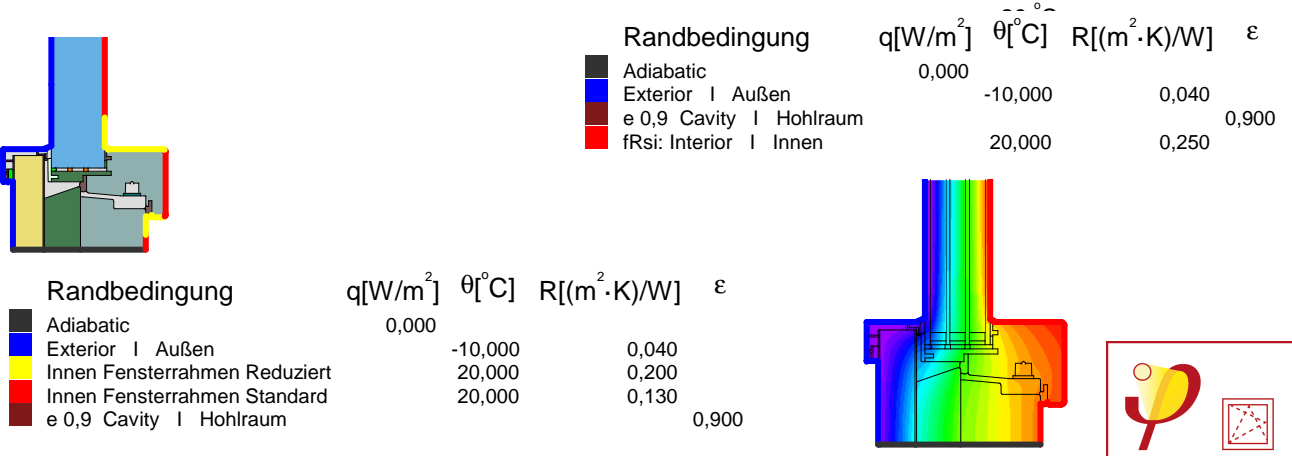 Randbedingung q[W/m²] θ[°C] R[(m²·K)/W] ε
Adiabatic 0,000
Exterior I Außen -10,000 0,040
e 0,9 Cavity I Hohlraum 0,900
fRsi: Interior I Innen 20,000 0,250
Randbedingung q[W/m²] θ[°C] R[(m²·K)/W] ε
Adiabatic 0,000
Exterior I Außen -10,000 0,040
Innen Fensterrahmen Reduziert 20,000 0,200
Innen Fensterrahmen Standard 20,000 0,130
e 0,9 Cavity I Hohlraum 0,900